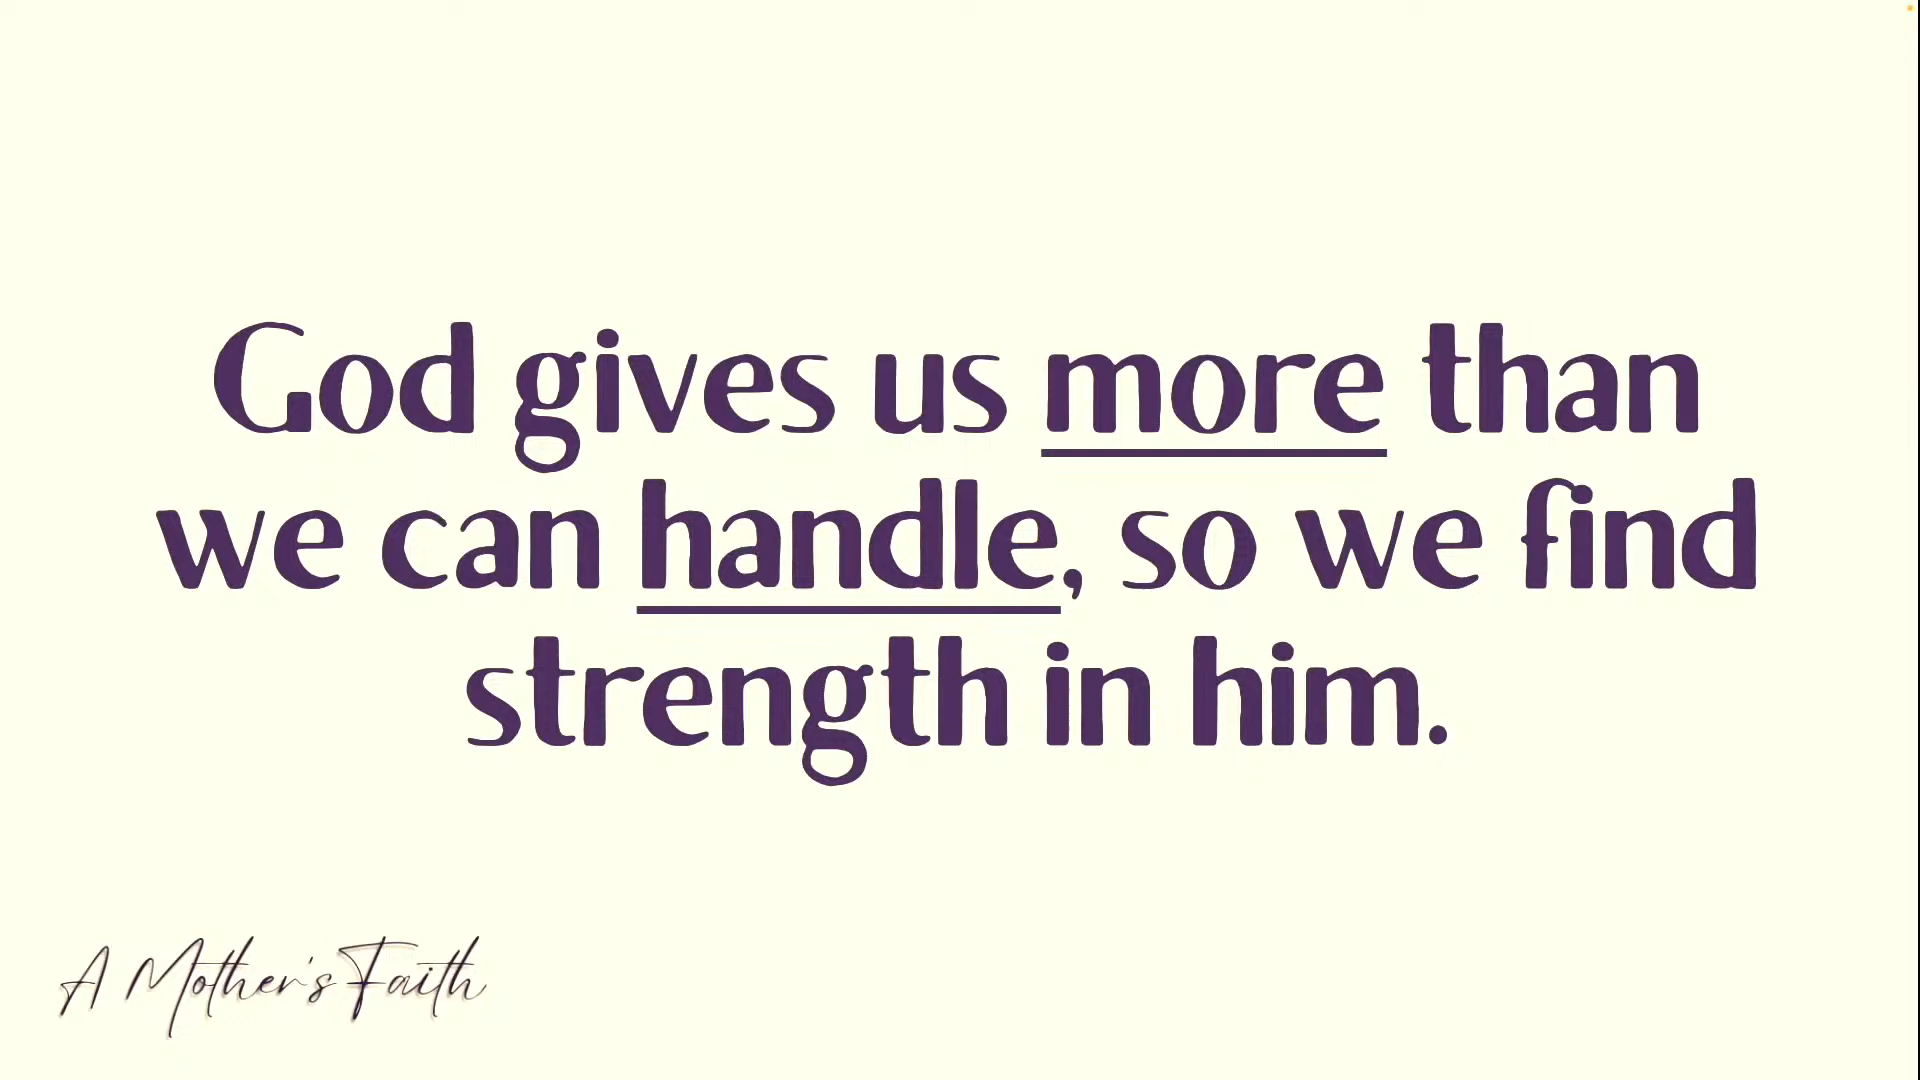 God gives us more than
we can handle, so we find
strength in him.
A Mother's Faith